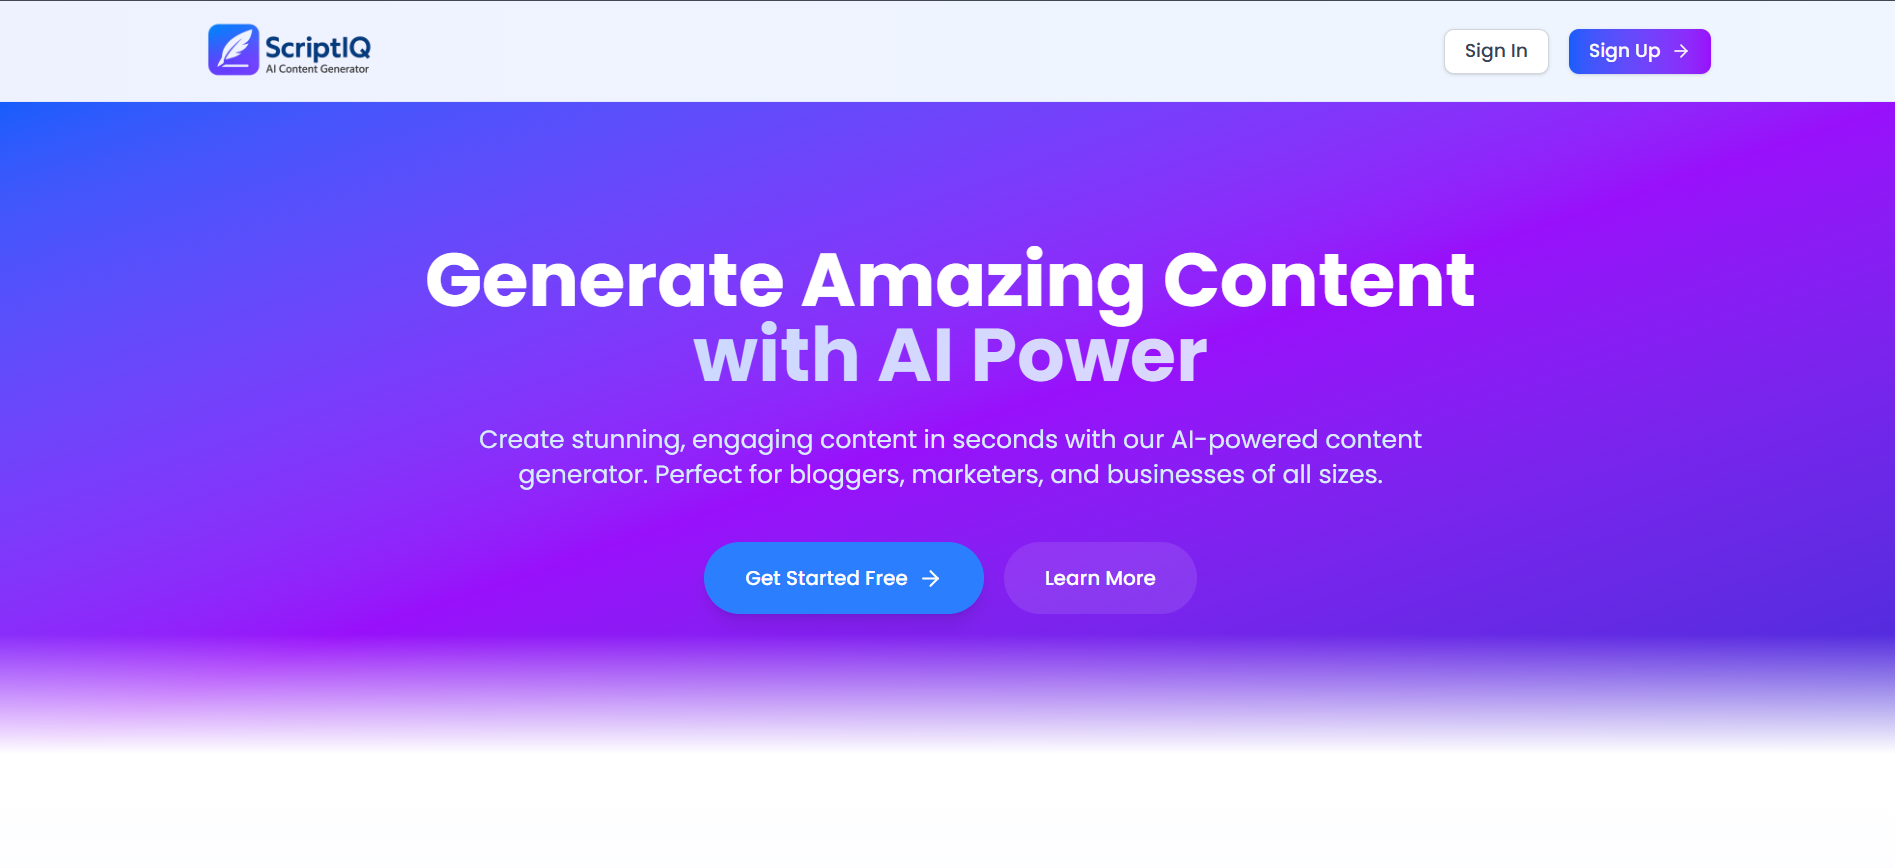 ScriptIQ
AI Content Generator
Sign In
Sign Up
Generate Amazing Content
with AI Power
Create stunning, engaging content in seconds with our AI-powered content
generator. Perfect for bloggers, marketers, and businesses of all sizes.
Get Started Free
Learn More